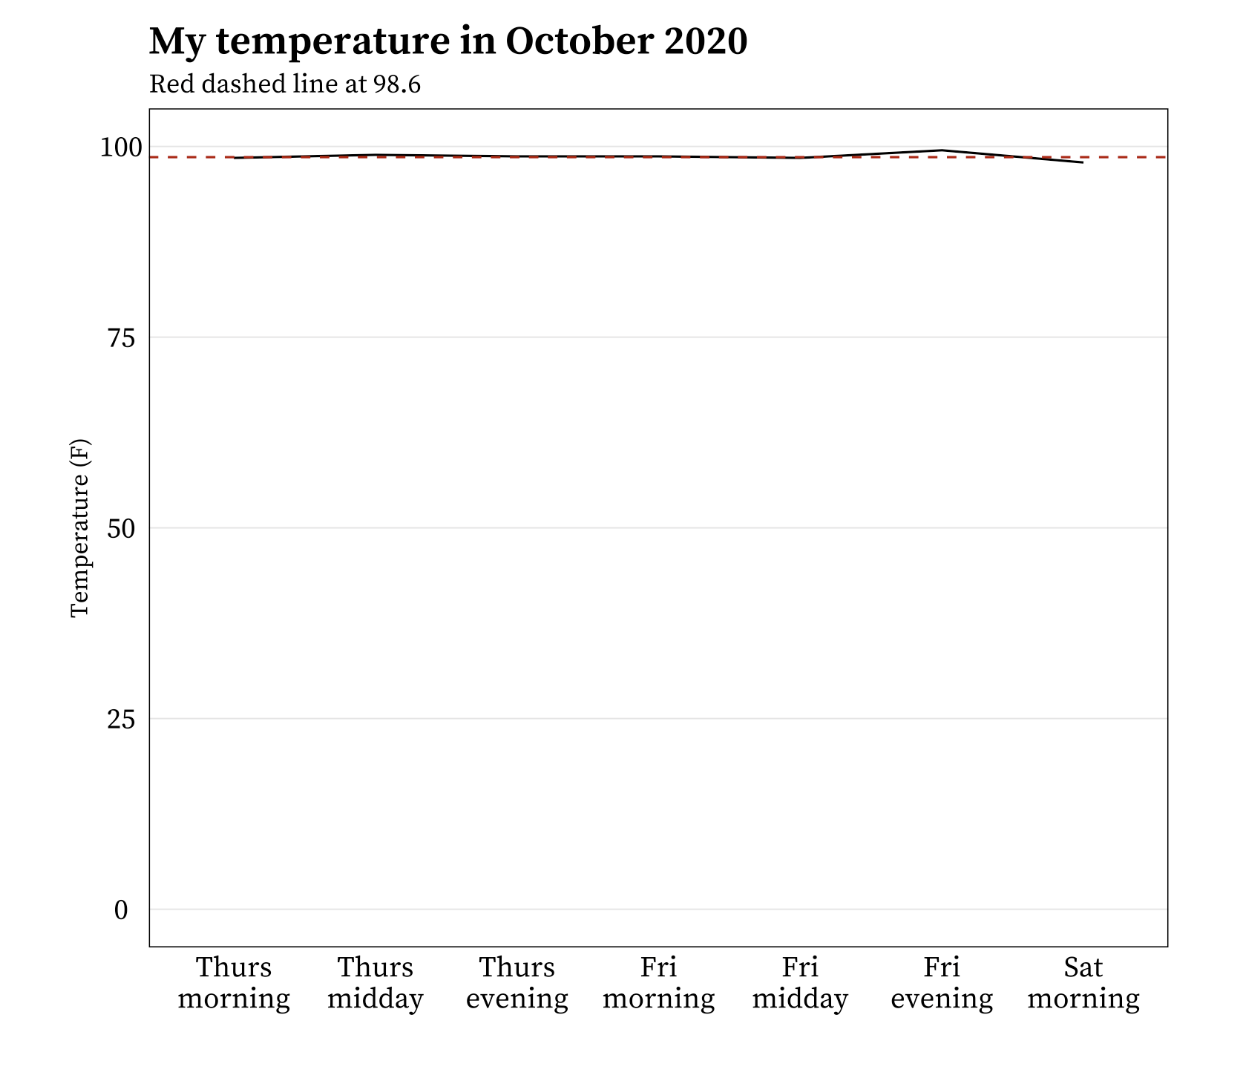 My temperature in October 2020
Red dashed line at 98.6
100
75
50
25
0
Temperature (F)
Thurs morning
Thurs midday
Thurs evening
Fri morning
Fri midday
Fri evening
Sat morning